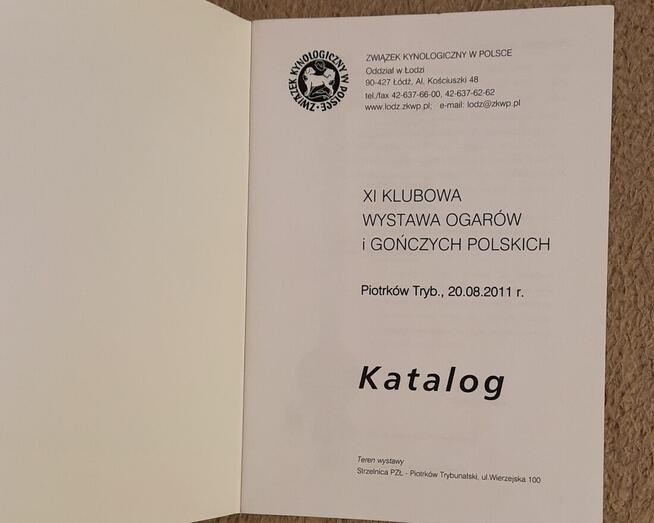 ZWIĄZEK KYNOLOGICZNY W POLSCE
ZWIĄZEK KYNOLOGICZNY W POLSCE
Oddział w Łodzi
90-427 Łódź, Al. Kościuszki 48
tel./fax 42-637-66-00, 42-637-62-62
www.lodz.zkwp.pl; e-mail: lodz@zkwp.pl
XI KLUBOWA
WYSTAWA OGARÓW
i GOŃCZYCH POLSKICH
Piotrków Tryb., 20.08.2011 r.
Katalog
Teren wystawy
Strzelnica PZŁ - Piotrków Trybunalski, ul.Wierzejska 100